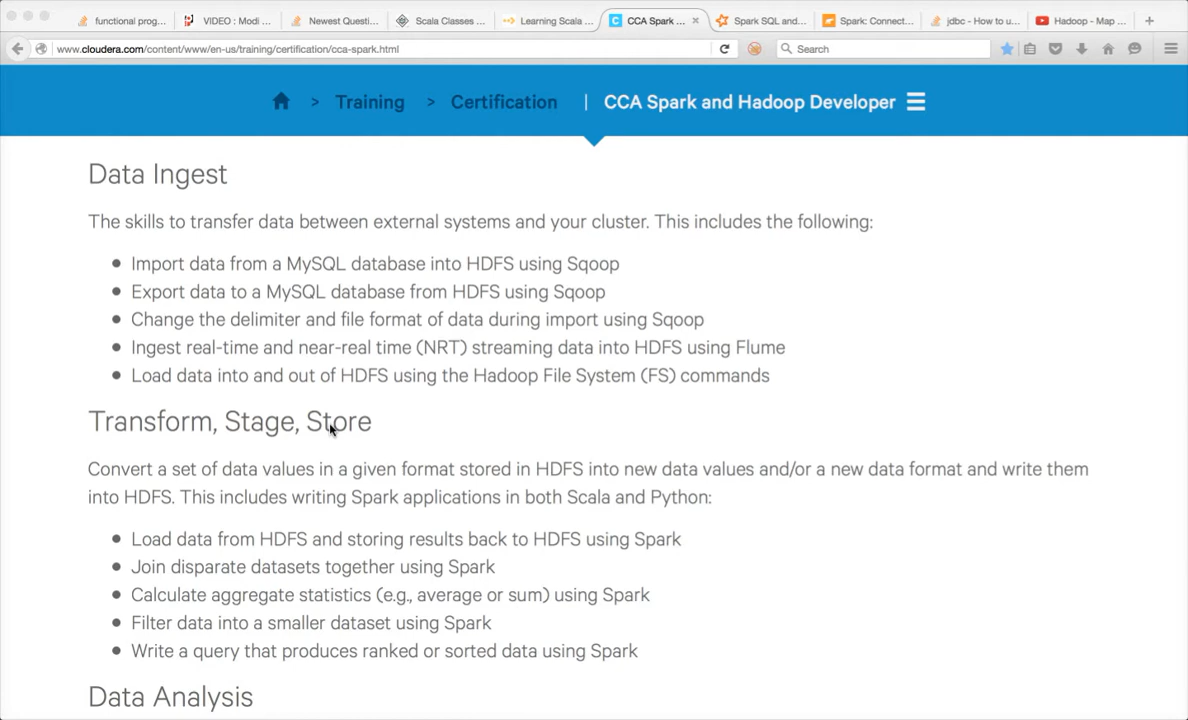 functional prog...
VIDEO : Modi ...
Newest Questi...
Scala Classes ...
Learning Scala ...
CCA Spark ...
Spark SQL and...
Spark: Connect...
jdbc - How to u...
Hadoop - Map ...
www.cloudera.com/content/www/en-us/training/certification/cca-spark.html
Search
> Training > Certification | CCA Spark and Hadoop Developer
Data Ingest
The skills to transfer data between external systems and your cluster. This includes the following:
Import data from a MySQL database into HDFS using Sqoop
Export data to a MySQL database from HDFS using Sqoop
Change the delimiter and file format of data during import using Sqoop
Ingest real-time and near-real time (NRT) streaming data into HDFS using Flume
Load data into and out of HDFS using the Hadoop File System (FS) commands
Transform, Stage, Store
Convert a set of data values in a given format stored in HDFS into new data values and/or a new data format and write them
into HDFS. This includes writing Spark applications in both Scala and Python:
Load data from HDFS and storing results back to HDFS using Spark
Join disparate datasets together using Spark
Calculate aggregate statistics (e.g., average or sum) using Spark
Filter data into a smaller dataset using Spark
Write a query that produces ranked or sorted data using Spark
Data Analysis